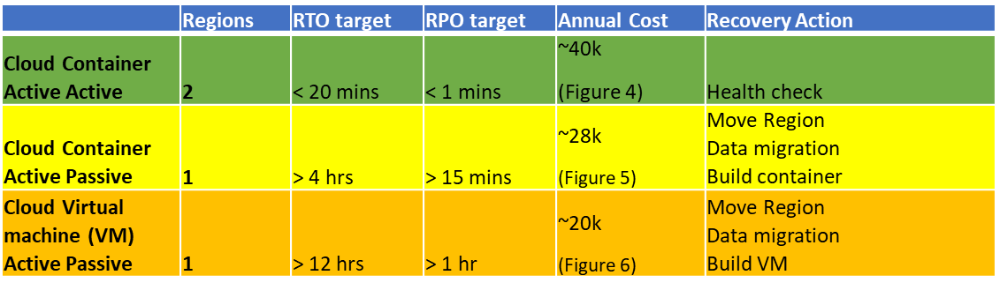 Regions RTO target RPO target Annual Cost Recovery Action
Cloud Container
Active Active
2
< 20 mins
< 1 mins
~40k
(Figure 4)
Health check
Cloud Container
Active Passive
1
> 4 hrs
> 15 mins
~28k
(Figure 5)
Move Region
Data migration
Build container
Cloud Virtual
machine (VM)
Active Passive
1
> 12 hrs
> 1 hr
~20k
(Figure 6)
Move Region
Data migration
Build VM